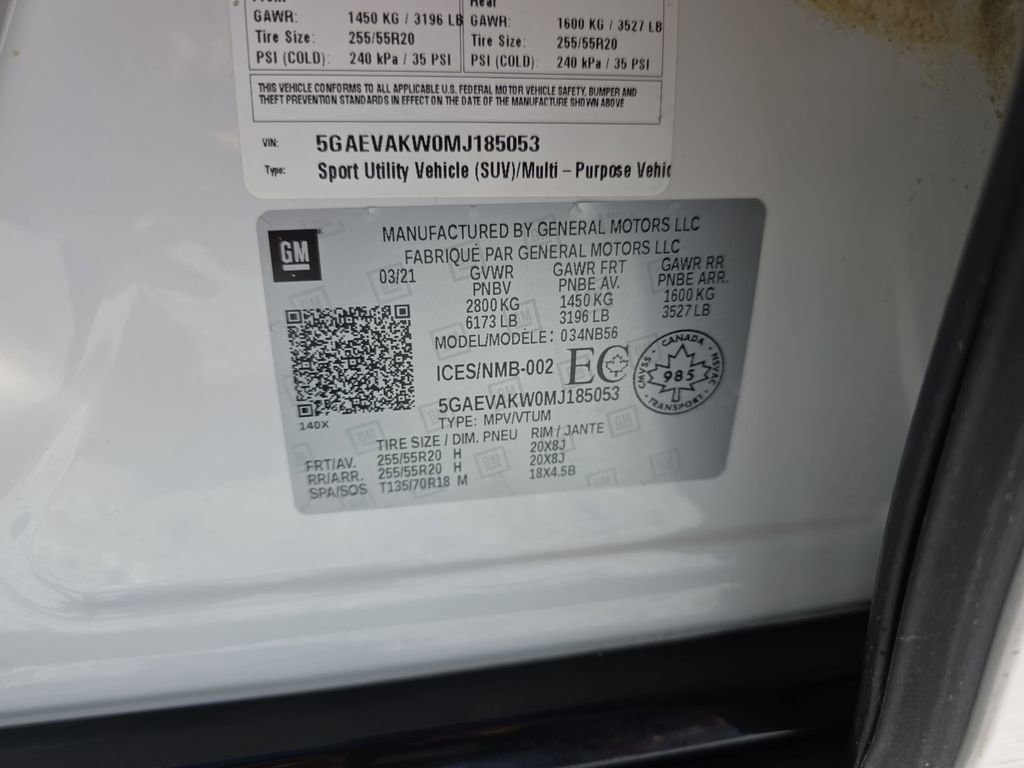 Front Rear
GAWR: 1450 KG / 3196 LB GAWR: 1600 KG / 3527 LB
Tire Size: 255/55R20 Tire Size: 255/55R20
PSI (COLD): 240 kPa / 35 PSI PSI (COLD): 240 kPa / 35 PSI
THIS VEHICLE CONFORMS TO ALL APPLICABLE U.S. FEDERAL MOTOR VEHICLE SAFETY, BUMPER AND
THEFT PREVENTION STANDARDS IN EFFECT ON THE DATE OF THE MANUFACTURE SHOWN ABOVE
VIN: 5GAEVAKW0MJ185053
Type: Sport Utility Vehicle (SUV)/Multi – Purpose Vehic
GM
MANUFACTURED BY GENERAL MOTORS LLC
FABRIQUÉ PAR GENERAL MOTORS LLC
03/21 GVWR GAWR FRT GAWR RR
PNBV PNBE AV. PNBE ARR.
2800 KG 1450 KG 1600 KG
6173 LB 3196 LB 3527 LB
MODEL/MODÈLE: 034NB56
ICES/NMB-002 EC
CANADA
CMVSS NSVAC
985
TRANSPORT
5GAEVAKW0MJ185053
140X
TYPE: MPV/VTUM
TIRE SIZE / DIM. PNEU RIM / JANTE
FRT/AV. 255/55R20 H 20X8J
RR/ARR. 255/55R20 H 20X8J
SPA/SOS T135/70R18 M 18X4.5B